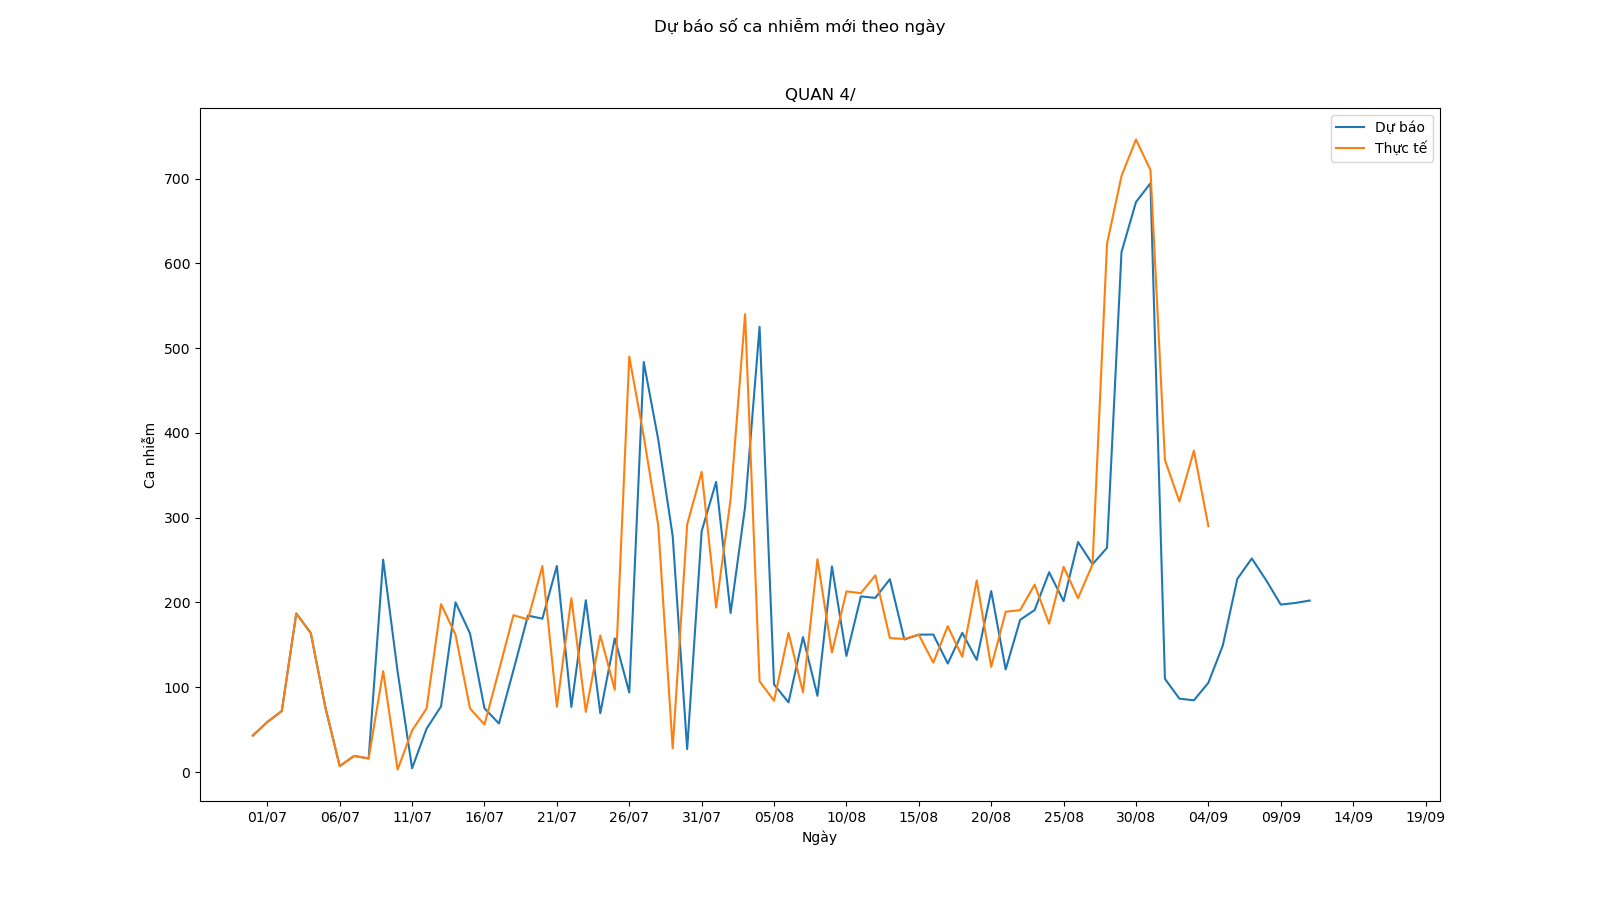 Dự báo số ca nhiễm mới theo ngày
QUAN 4/
Dự báo
Thực tế
700
600
500
400
300
200
100
0
Ca nhiễm
01/07 06/07 11/07 16/07 21/07 26/07 31/07 05/08 10/08 15/08 20/08 25/08 30/08 04/09 09/09 14/09 19/09
Ngày